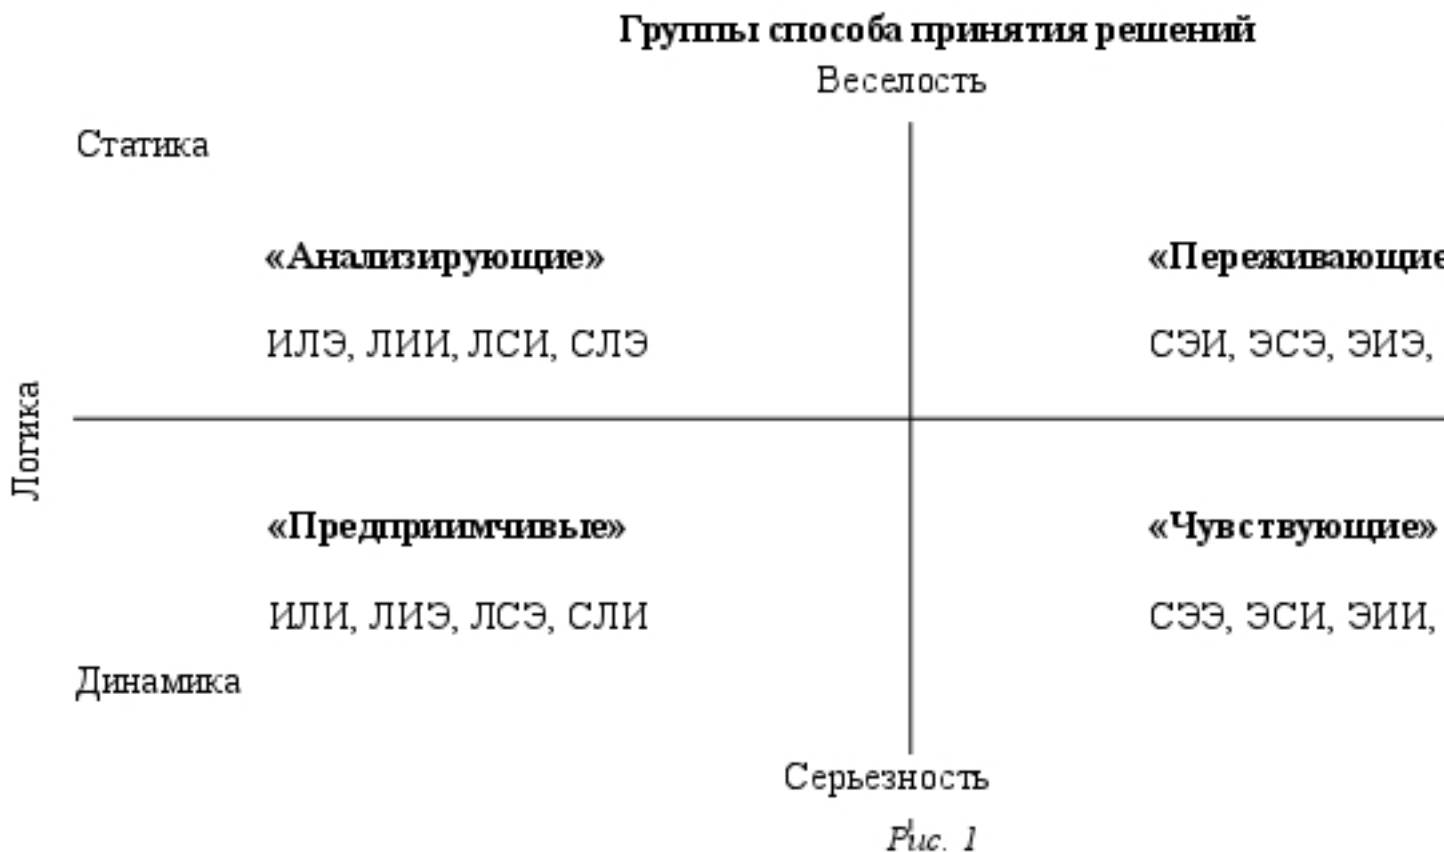 Группы способа принятия решений
Веселость
Статика
«Анализирующие» «Переживающие
ИЛЭ, ЛИИ, ЛСИ, СЛЭ СЭИ, ЭСЭ, ЭИЭ,
Логика
«Предприимчивые» «Чувствующие»
ИЛИ, ЛИЭ, ЛСЭ, СЛИ СЭЭ, ЭСИ, ЭИИ,
Динамика
Серьезность
Рис. 1